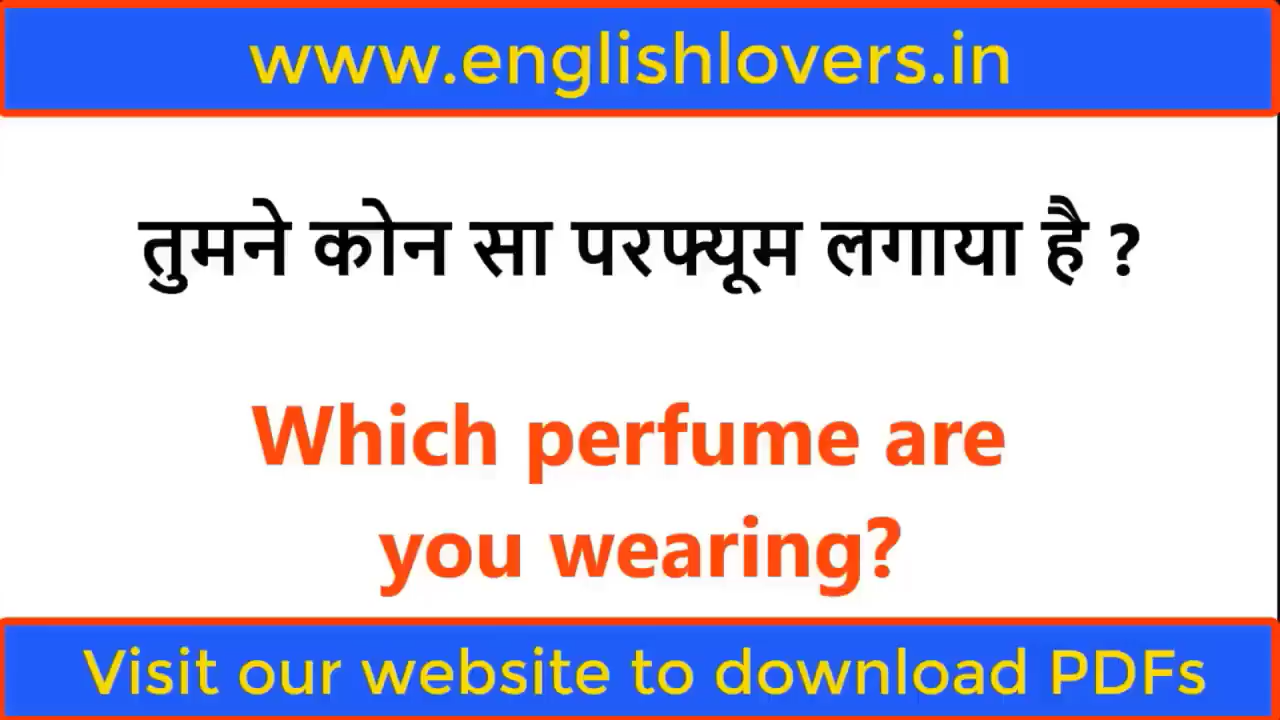 www.englishlovers.in
तुमने कोन सा परफ्यूम लगाया है ?
Which perfume are
you wearing?
Visit our website to download PDFs